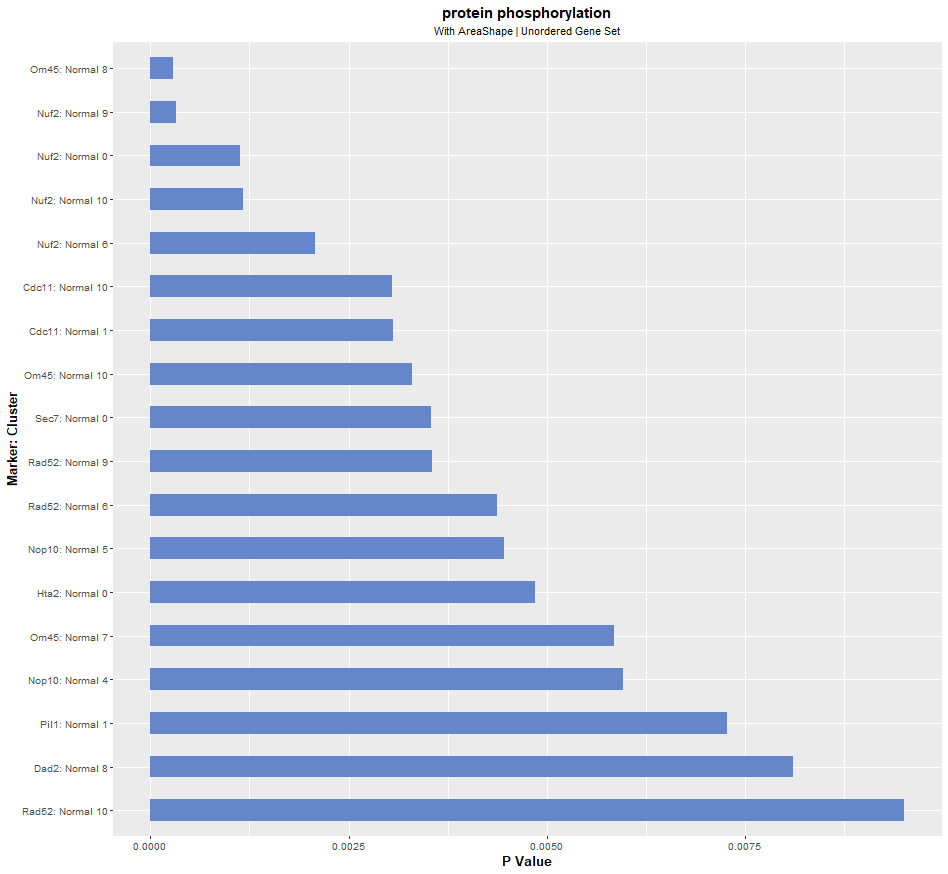 protein phosphorylation
With AreaShape | Unordered Gene Set
Om45: Normal 8
Nuf2: Normal 9
Nuf2: Normal 0
Nuf2: Normal 10
Nuf2: Normal 6
Cdc11: Normal 10
Cdc11: Normal 1
Om45: Normal 10
Sec7: Normal 0
Rad52: Normal 9
Rad52: Normal 6
Nop10: Normal 5
Hta2: Normal 0
Om45: Normal 7
Nop10: Normal 4
Pil1: Normal 1
Dad2: Normal 8
Rad52: Normal 10
Marker: Cluster
0.0000 0.0025 0.0050 0.0075
P Value